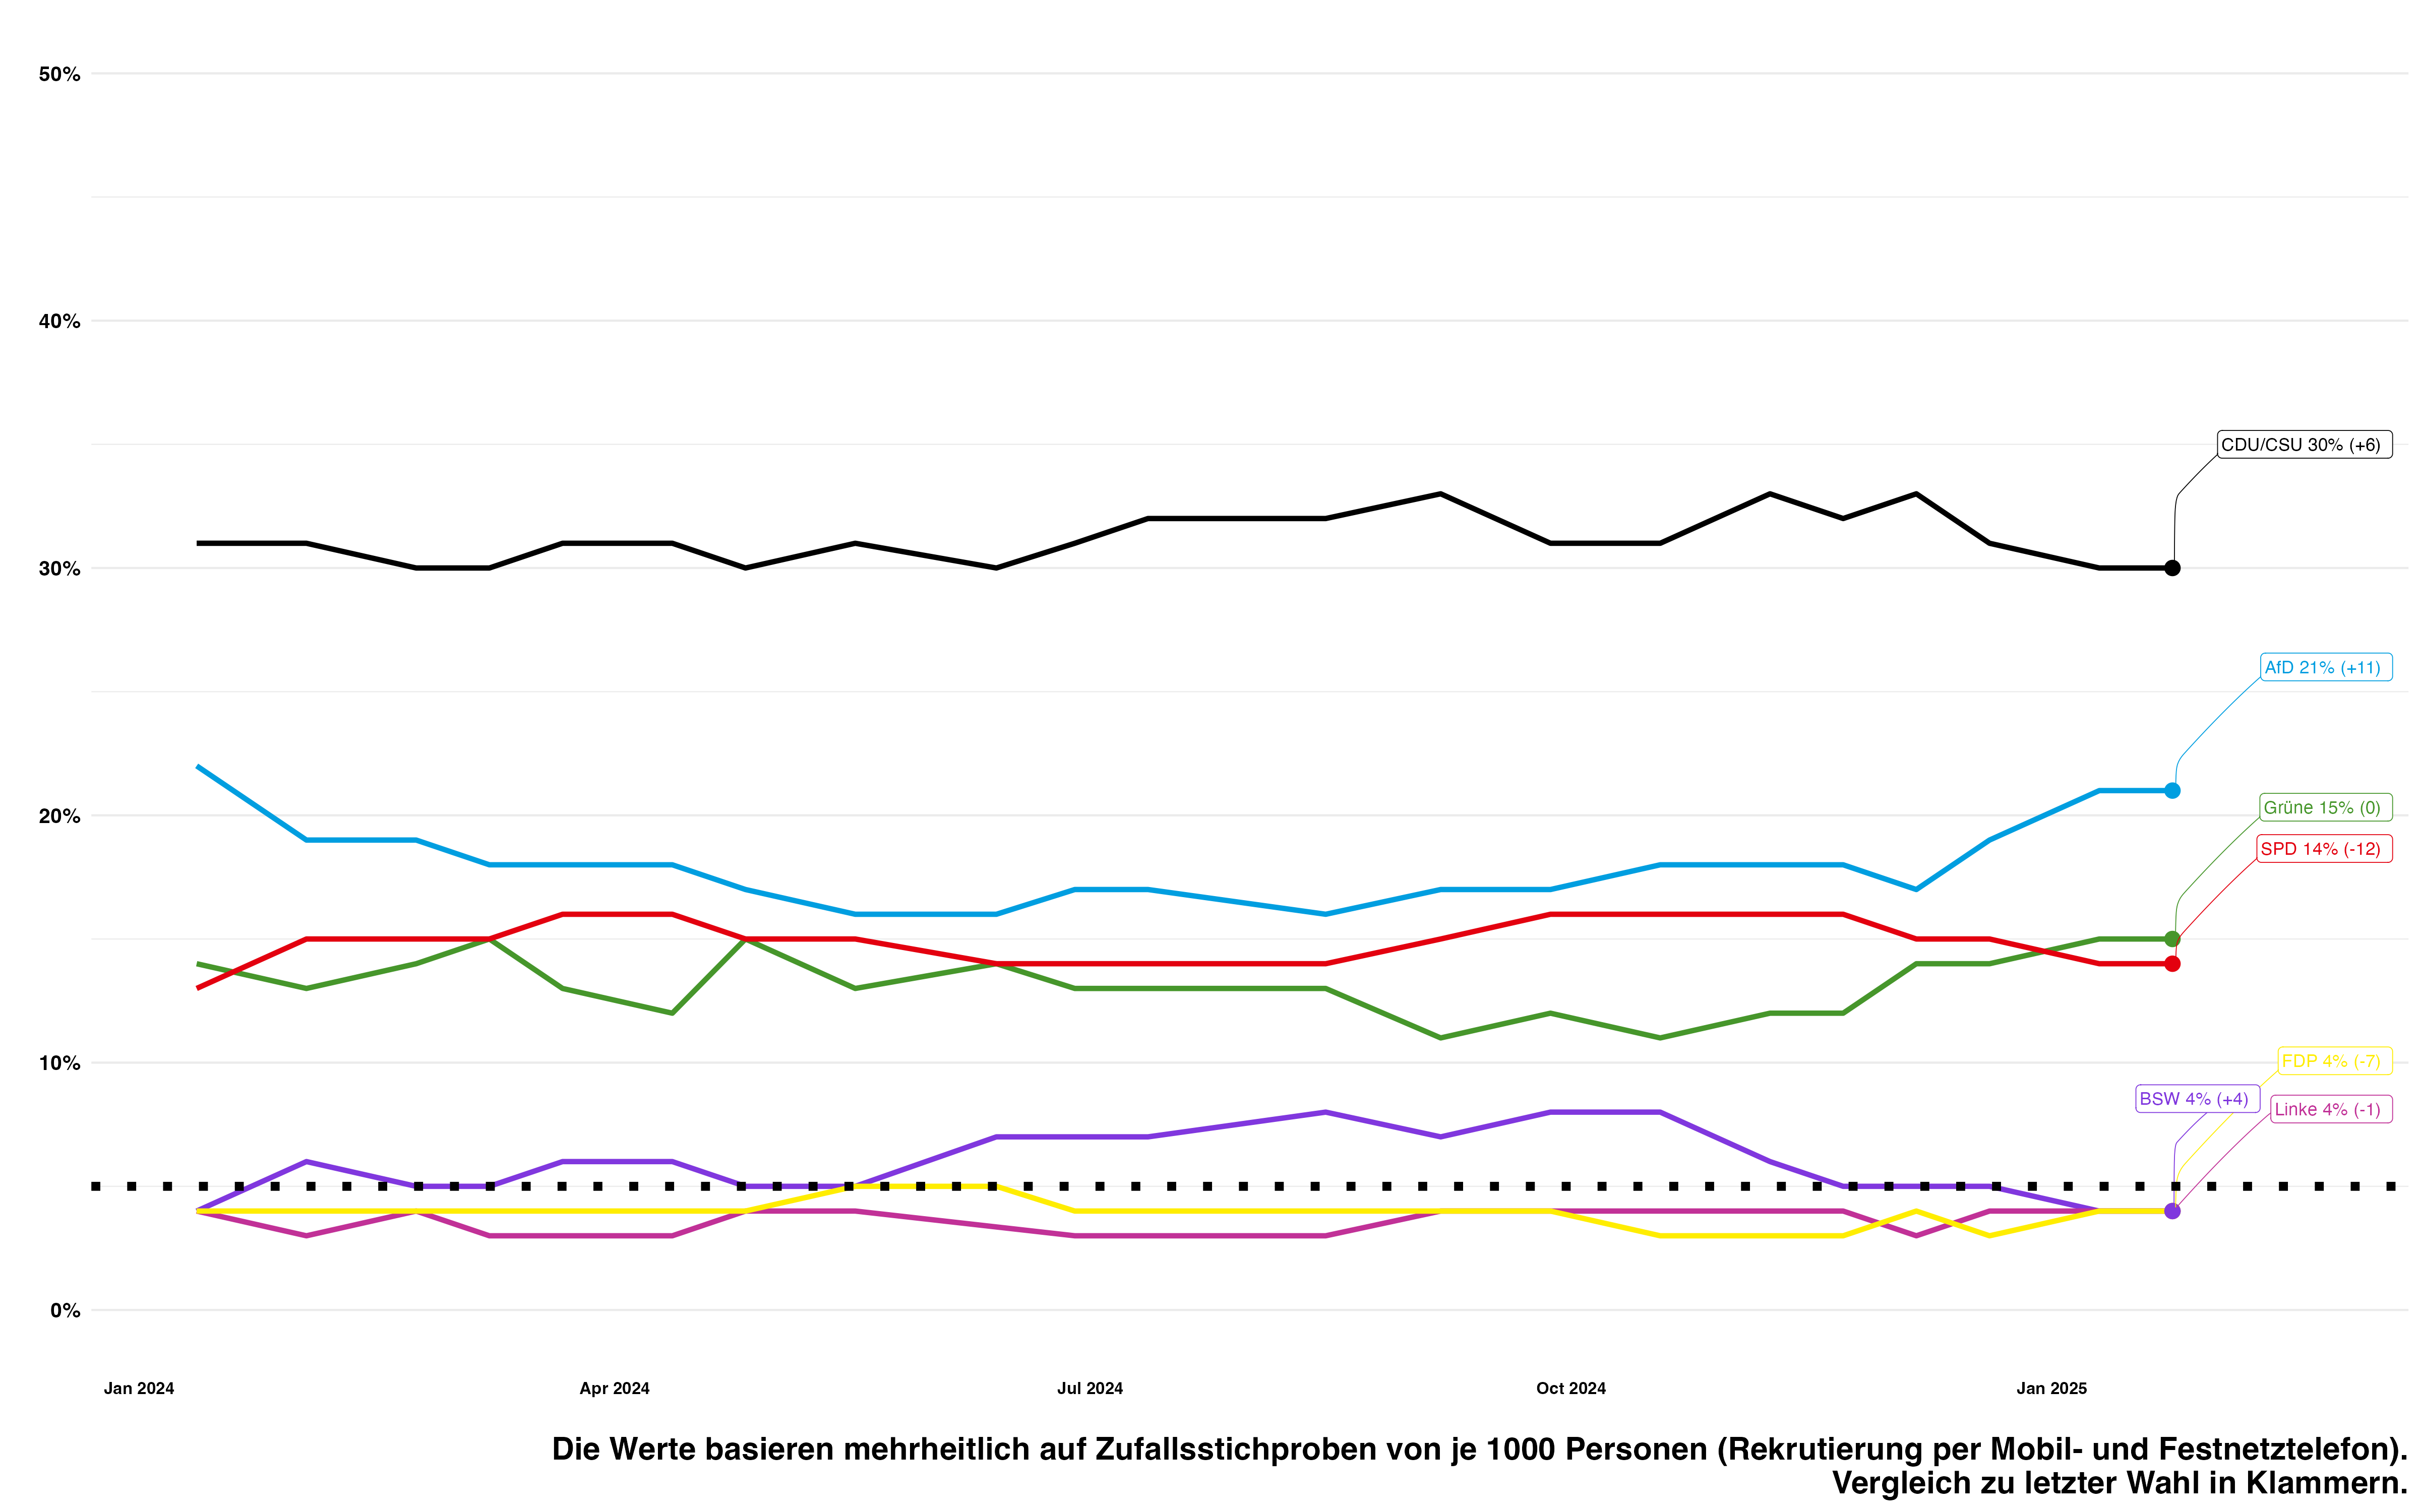 50%
40%
30%
20%
10%
0%
CDU/CSU 30% (+6)
AfD 21% (+11)
Grüne 15% (0)
SPD 14% (-12)
FDP 4% (-7)
BSW 4% (+4)
Linke 4% (-1)
Jan 2024
Apr 2024
Jul 2024
Oct 2024
Jan 2025
Die Werte basieren mehrheitlich auf Zufallsstichproben von je 1000 Personen (Rekrutierung per Mobil- und Festnetztelefon).
Vergleich zu letzter Wahl in Klammern.